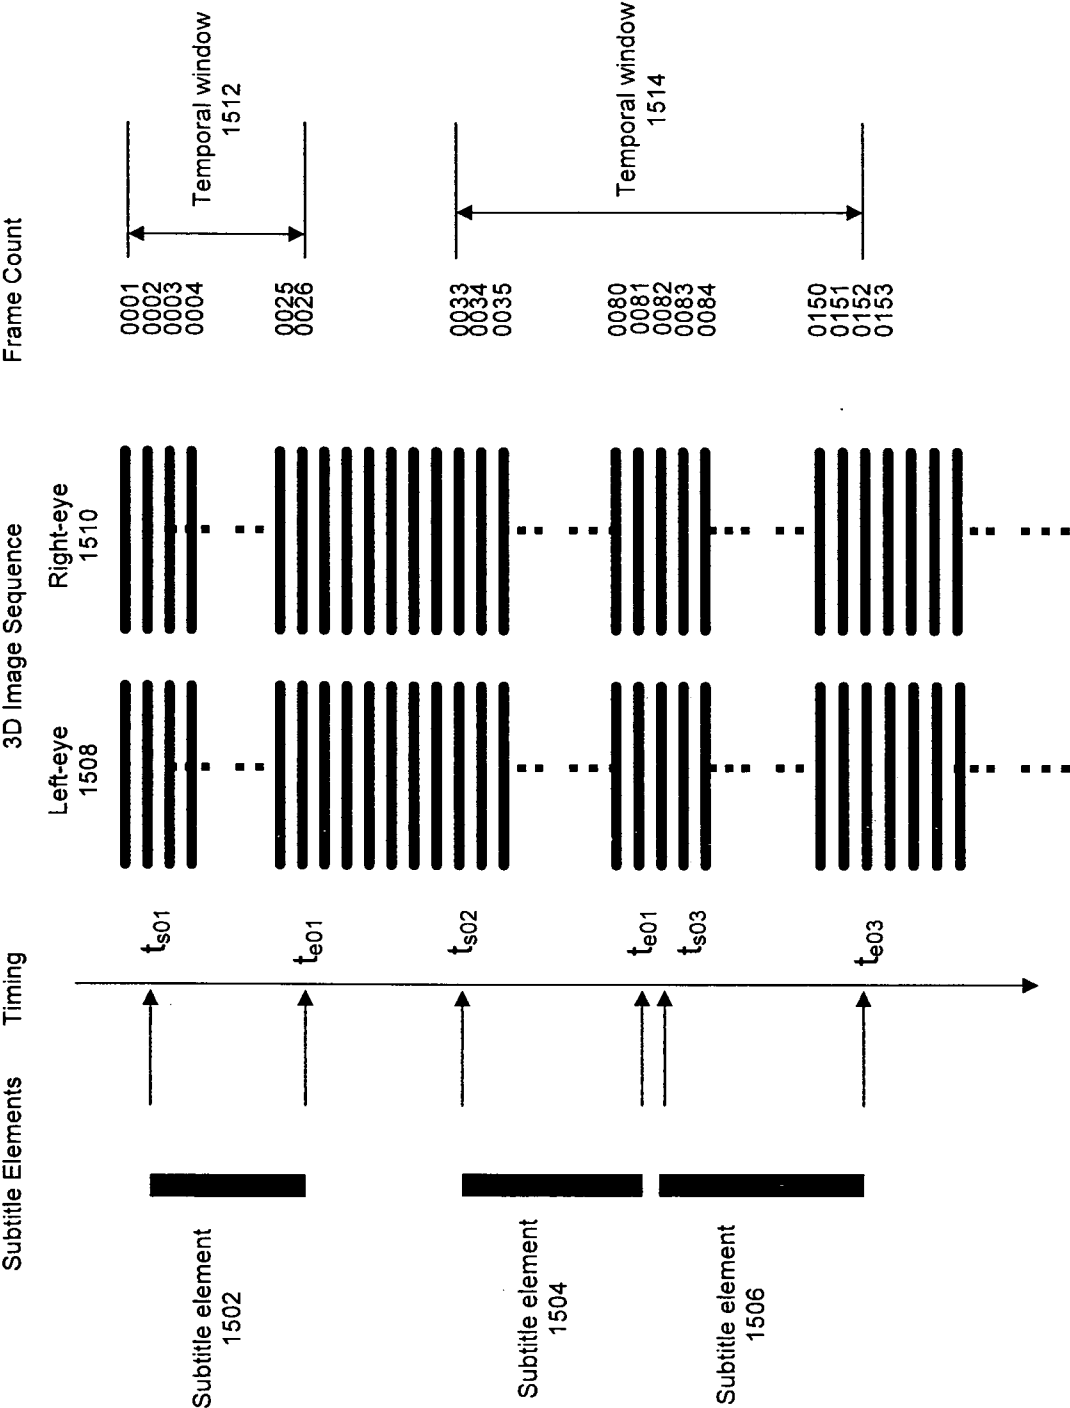 Subtitle Elements
Timing
3D Image Sequence
Frame Count
Left-eye
1508
Right-eye
1510
Subtitle element
1502
Subtitle element
1504
Subtitle element
1506
ts01
te01
ts02
te01
ts03
te03
0001
0002
0003
0004
0025
0026
0033
0034
0035
0080
0081
0082
0083
0084
0150
0151
0152
0153
Temporal window
1512
Temporal window
1514